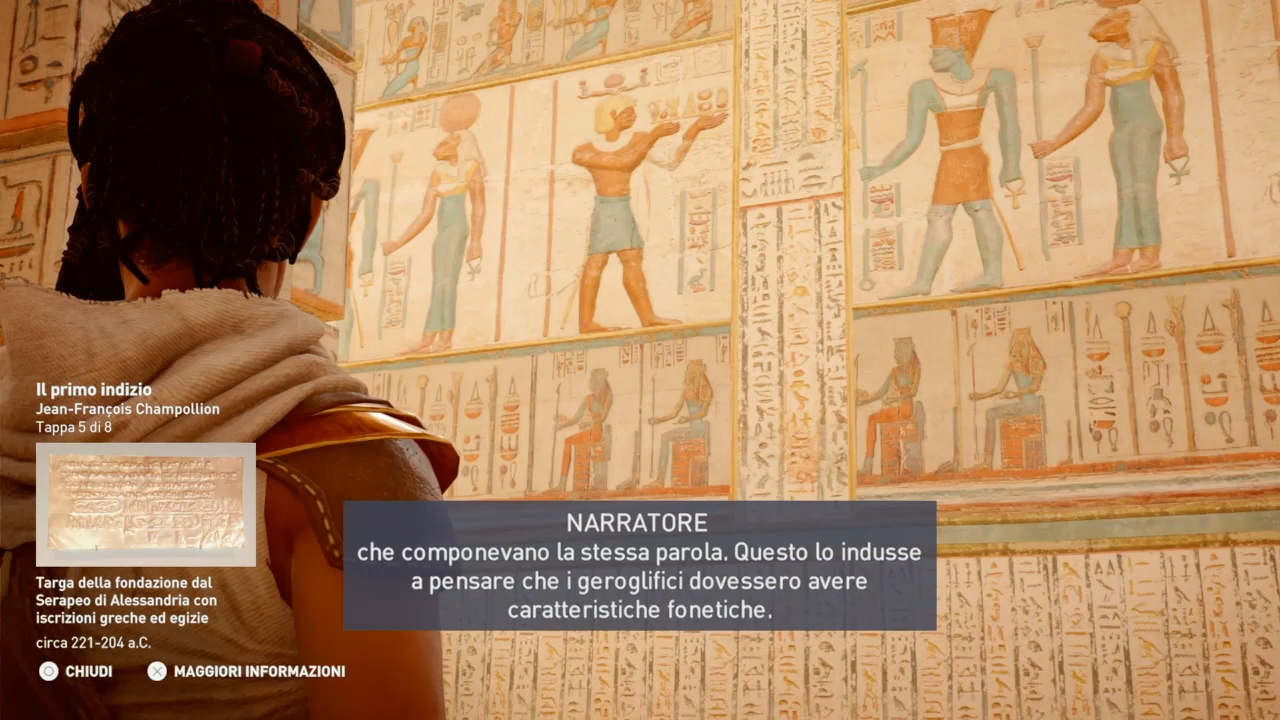 Il primo indizio
Jean-François Champollion
Tappa 5 di 8
Targa della fondazione dal
Serapeo di Alessandria con
iscrizioni greche ed egizie
circa 221-204 a.C.
CHIUDI
MAGGIORI INFORMAZIONI
NARRATORE
che componevano la stessa parola. Questo lo indusse
a pensare che i geroglifici dovessero avere
caratteristiche fonetiche.